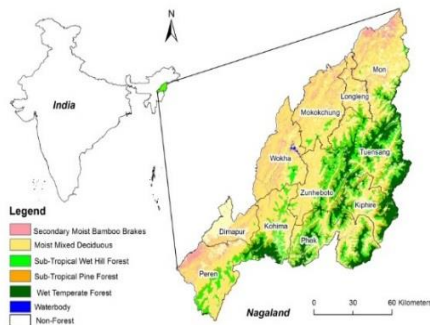 N
India
Mon
Longleng
Mokokchung
Tuensang
Wokha
Zunheboto
Kiphire
Dimapur
Kohima
Phek
Peren
Legend
Secondary Moist Bamboo Brakes
Moist Mixed Deciduous
Sub-Tropical Wet Hill Forest
Sub-Tropical Pine Forest
Wet Temperate Forest
Waterbody
Non-Forest
Nagaland
0 30 60 Kilometers